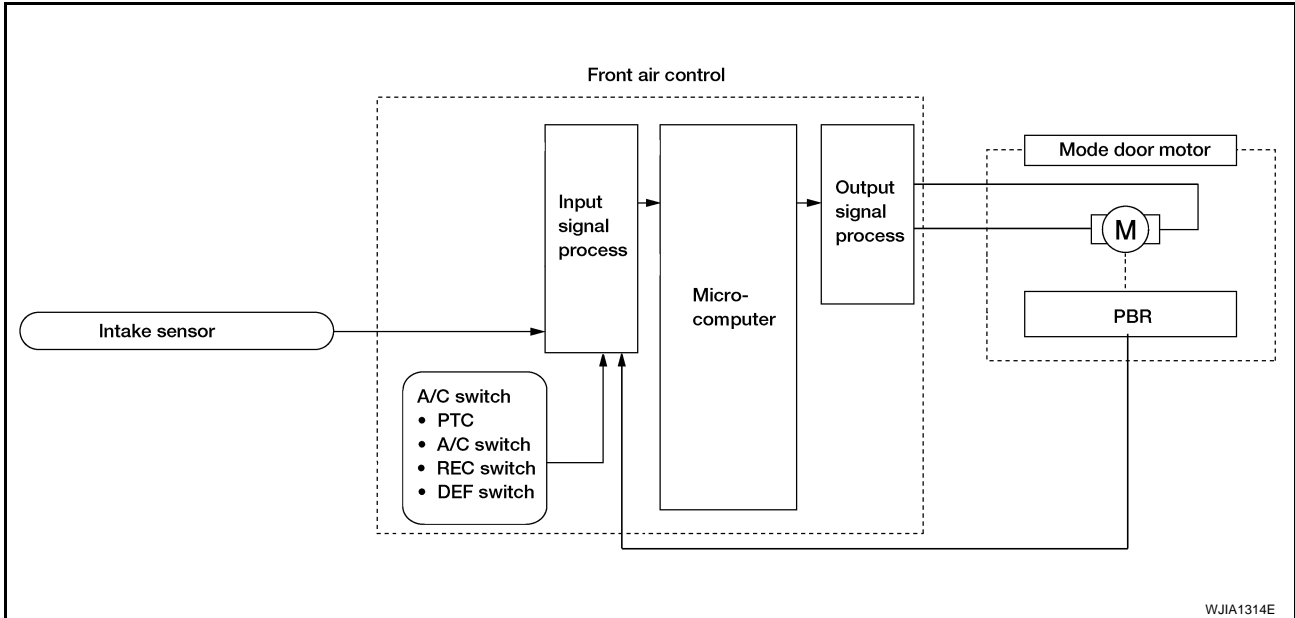 Front air control
Mode door motor
Input
signal
process
Output
signal
process
M
Micro-
computer
PBR
Intake sensor
A/C switch
• PTC
• A/C switch
• REC switch
• DEF switch
WJIA1314E